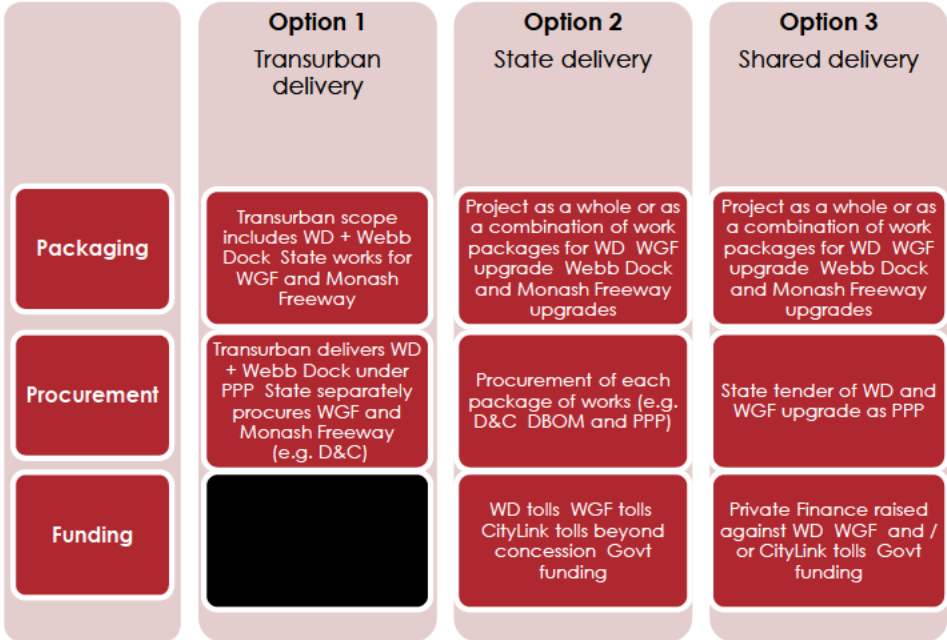 Option 1
Transurban
delivery
Option 2
State delivery
Option 3
Shared delivery
Packaging
Transurban scope
includes WD + Webb
Dock State works for
WGF and Monash
Freeway
Project as a whole or as
a combination of work
packages for WD WGF
upgrade Webb Dock
and Monash Freeway
upgrades
Project as a whole or as
a combination of work
packages for WD WGF
upgrade Webb Dock
and Monash Freeway
upgrades
Procurement
Transurban delivers WD
+ Webb Dock under
PPP State separately
procures WGF and
Monash Freeway
(e.g. D&C)
Procurement of each
package of works (e.g.
D&C DBOM and PPP)
State tender of WD and
WGF upgrade as PPP
Funding
WD tolls WGF tolls
CityLink tolls beyond
concession Govt
funding
Private Finance raised
against WD WGF and /
or CityLink tolls Govt
funding